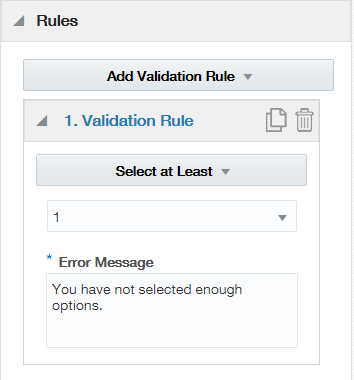 Rules
Add Validation Rule
1. Validation Rule
Select at Least
1
* Error Message
You have not selected enough
options.